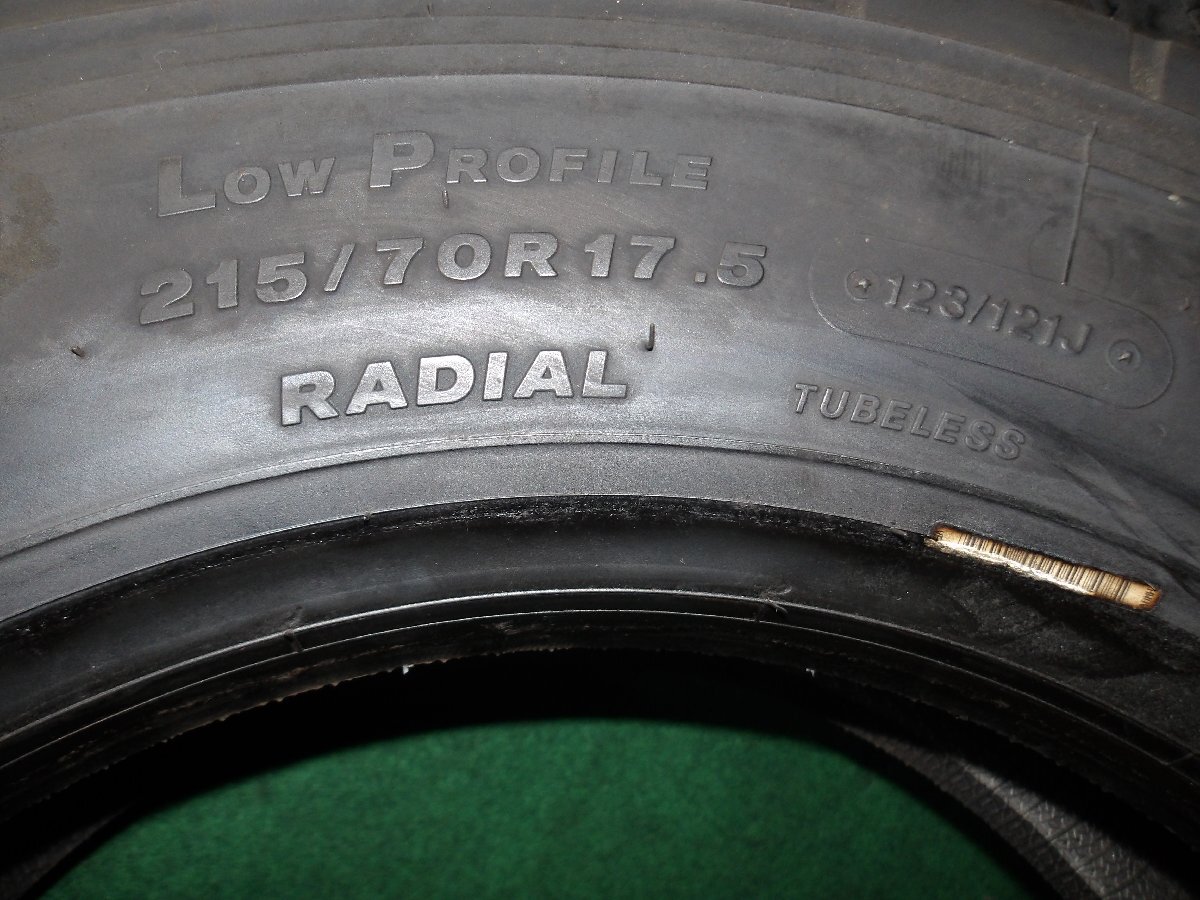 LOW PROFILE
215/70R17.5
123/121J
RADIAL
TUBELESS